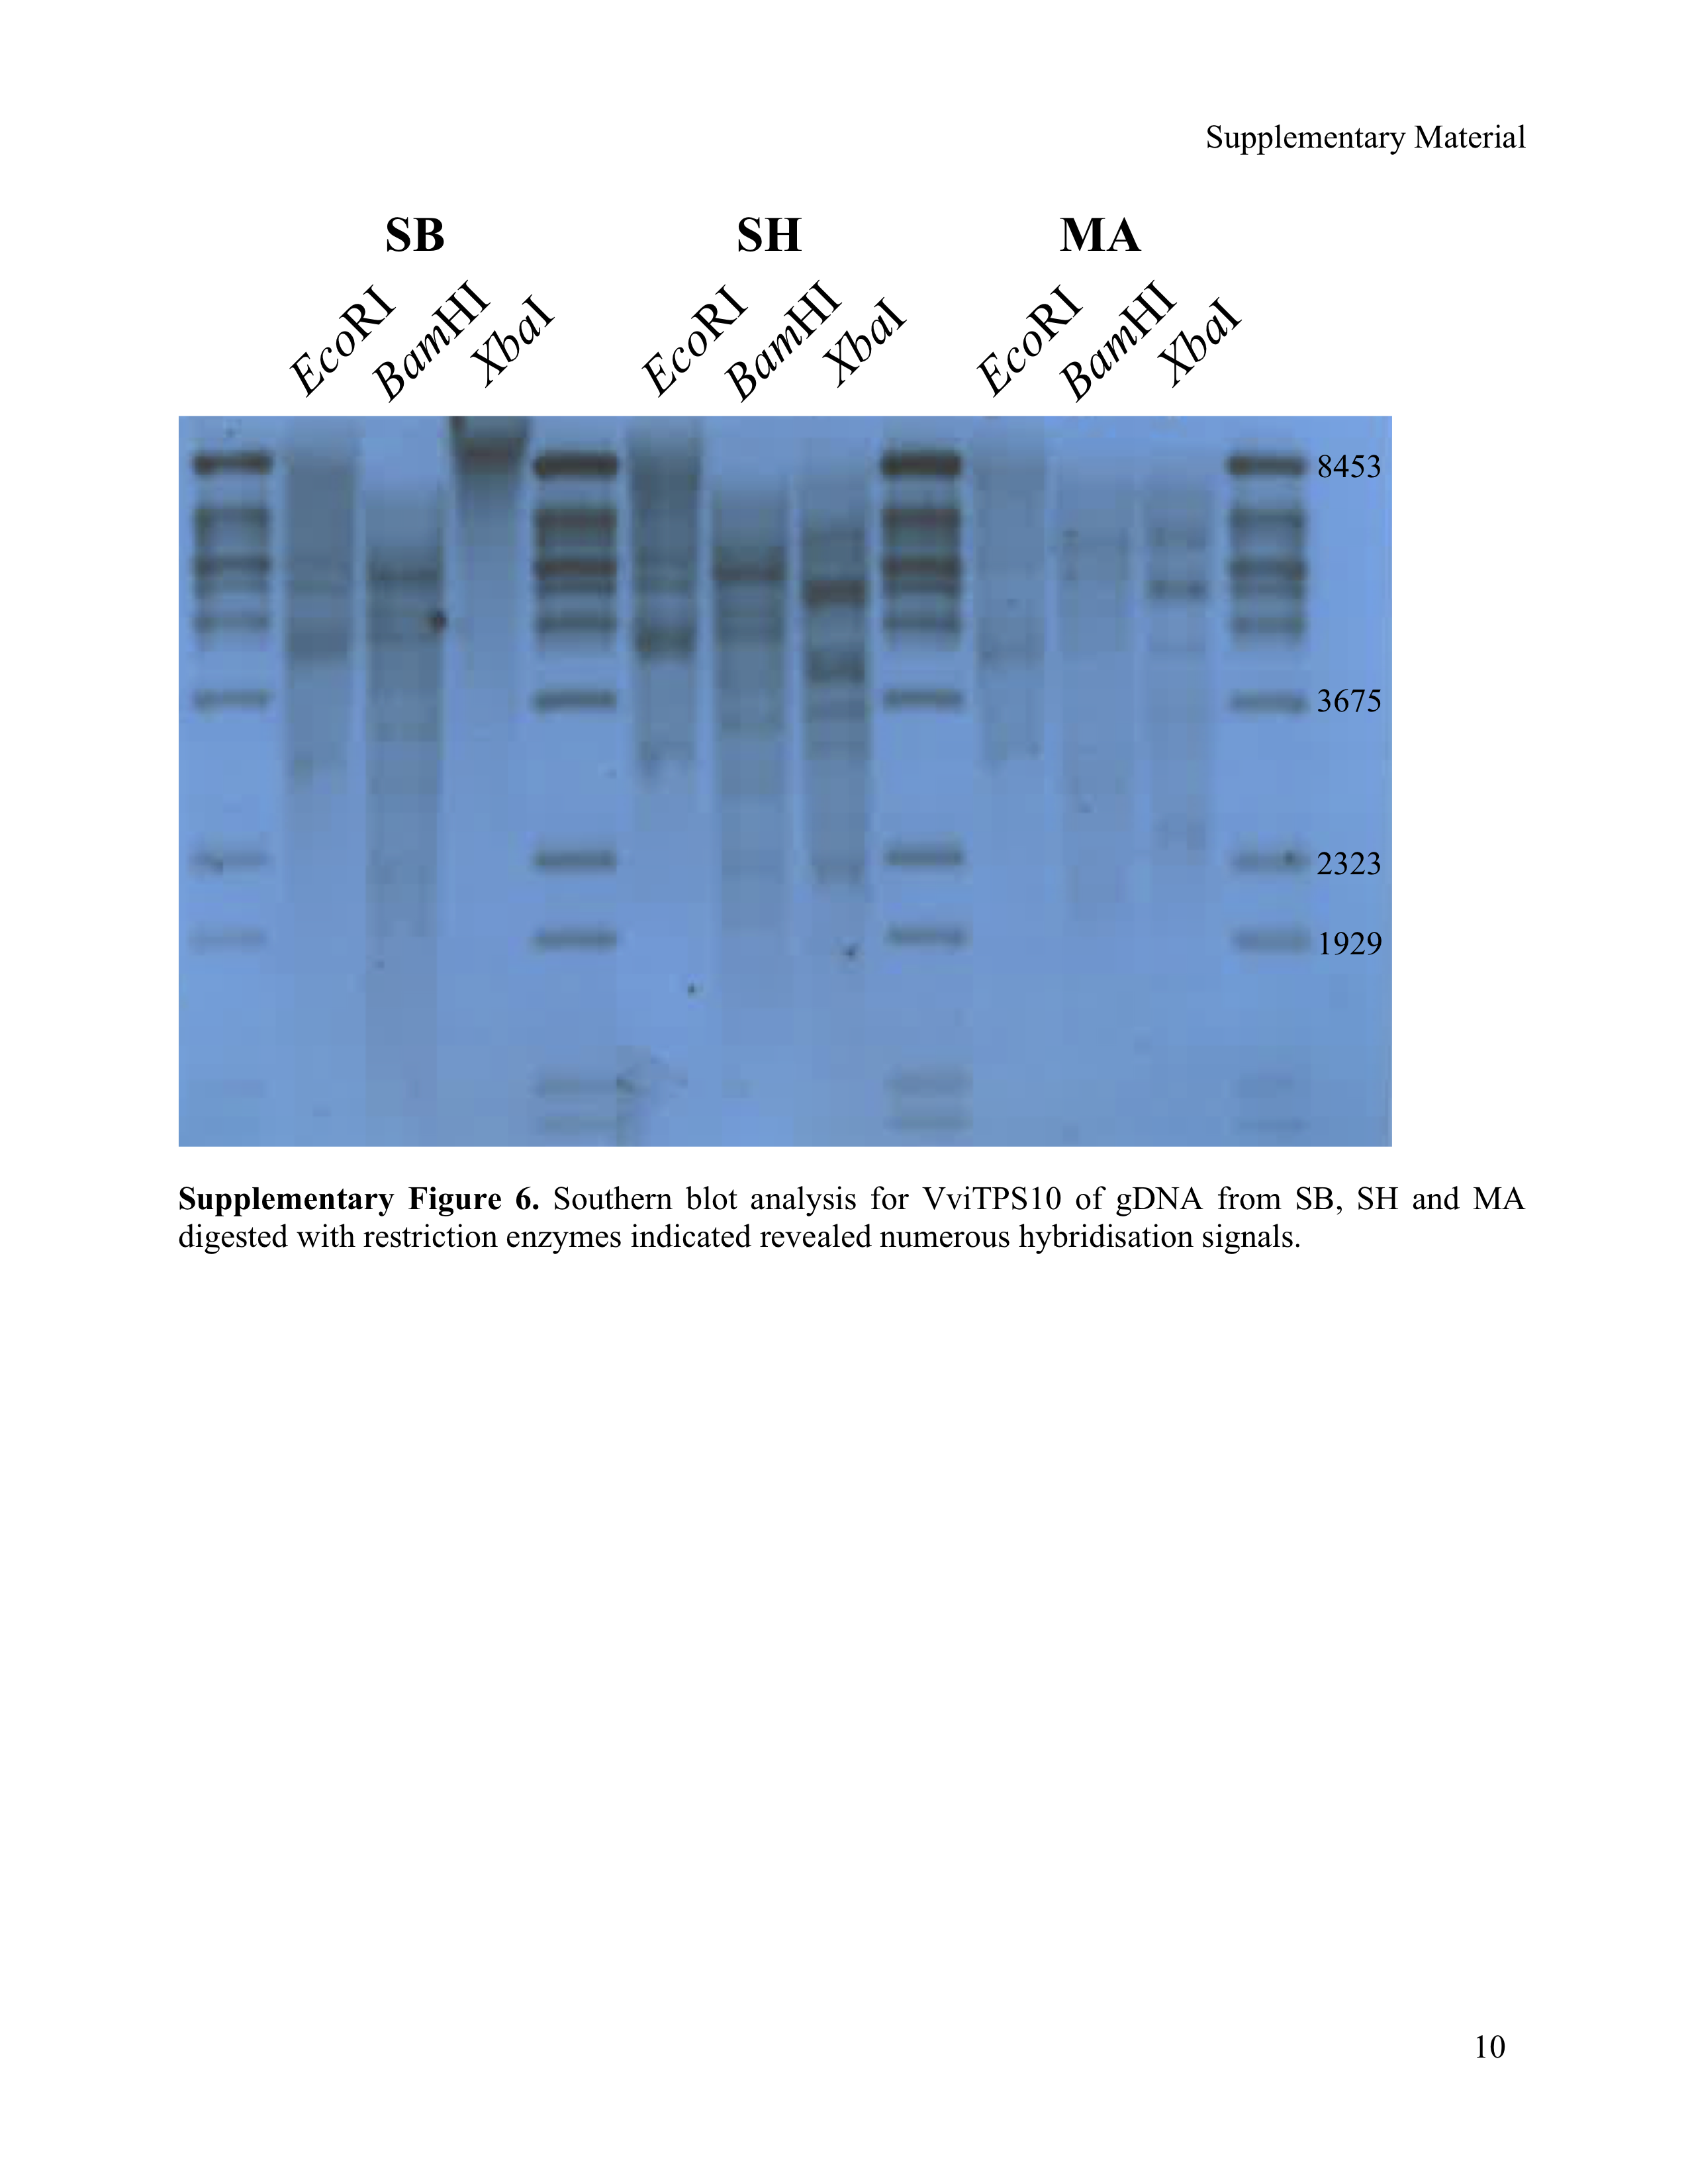 Supplementary Material
SB SH MA
EcoRI BamHI XbaI EcoRI BamHI XbaI EcoRI BamHI XbaI
8453
3675
2323
1929
Supplementary Figure 6. Southern blot analysis for VviTPS10 of gDNA from SB, SH and MA
digested with restriction enzymes indicated revealed numerous hybridisation signals.
10